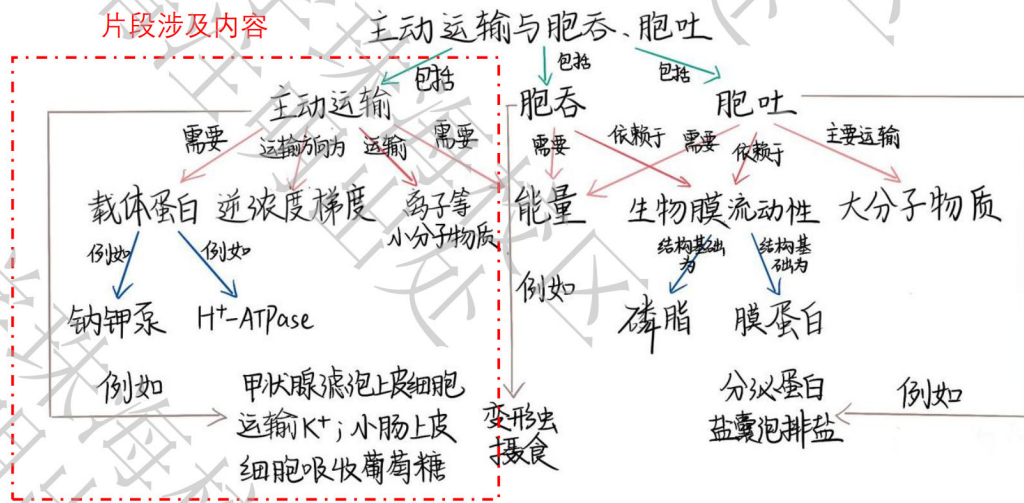 片段涉及内容
主动运输与胞吞、胞吐
包括
包括
包括
主动运输
胞吞
胞吐
需要
运输方向为
运输
需要
需要
依赖于
需要
依赖于
主要运输
载体蛋白
逆浓度梯度
离子等
小分子物质
能量
生物膜流动性
大分子物质
例如
例如
结构基础
为
结构基
础为
钠钾泵
H⁺-ATPase
例如
磷脂
膜蛋白
例如
甲状腺滤泡上皮细胞
运输K⁺;小肠上皮
细胞吸收葡萄糖
变形虫
摄食
分泌蛋白
盐囊泡排盐
例如